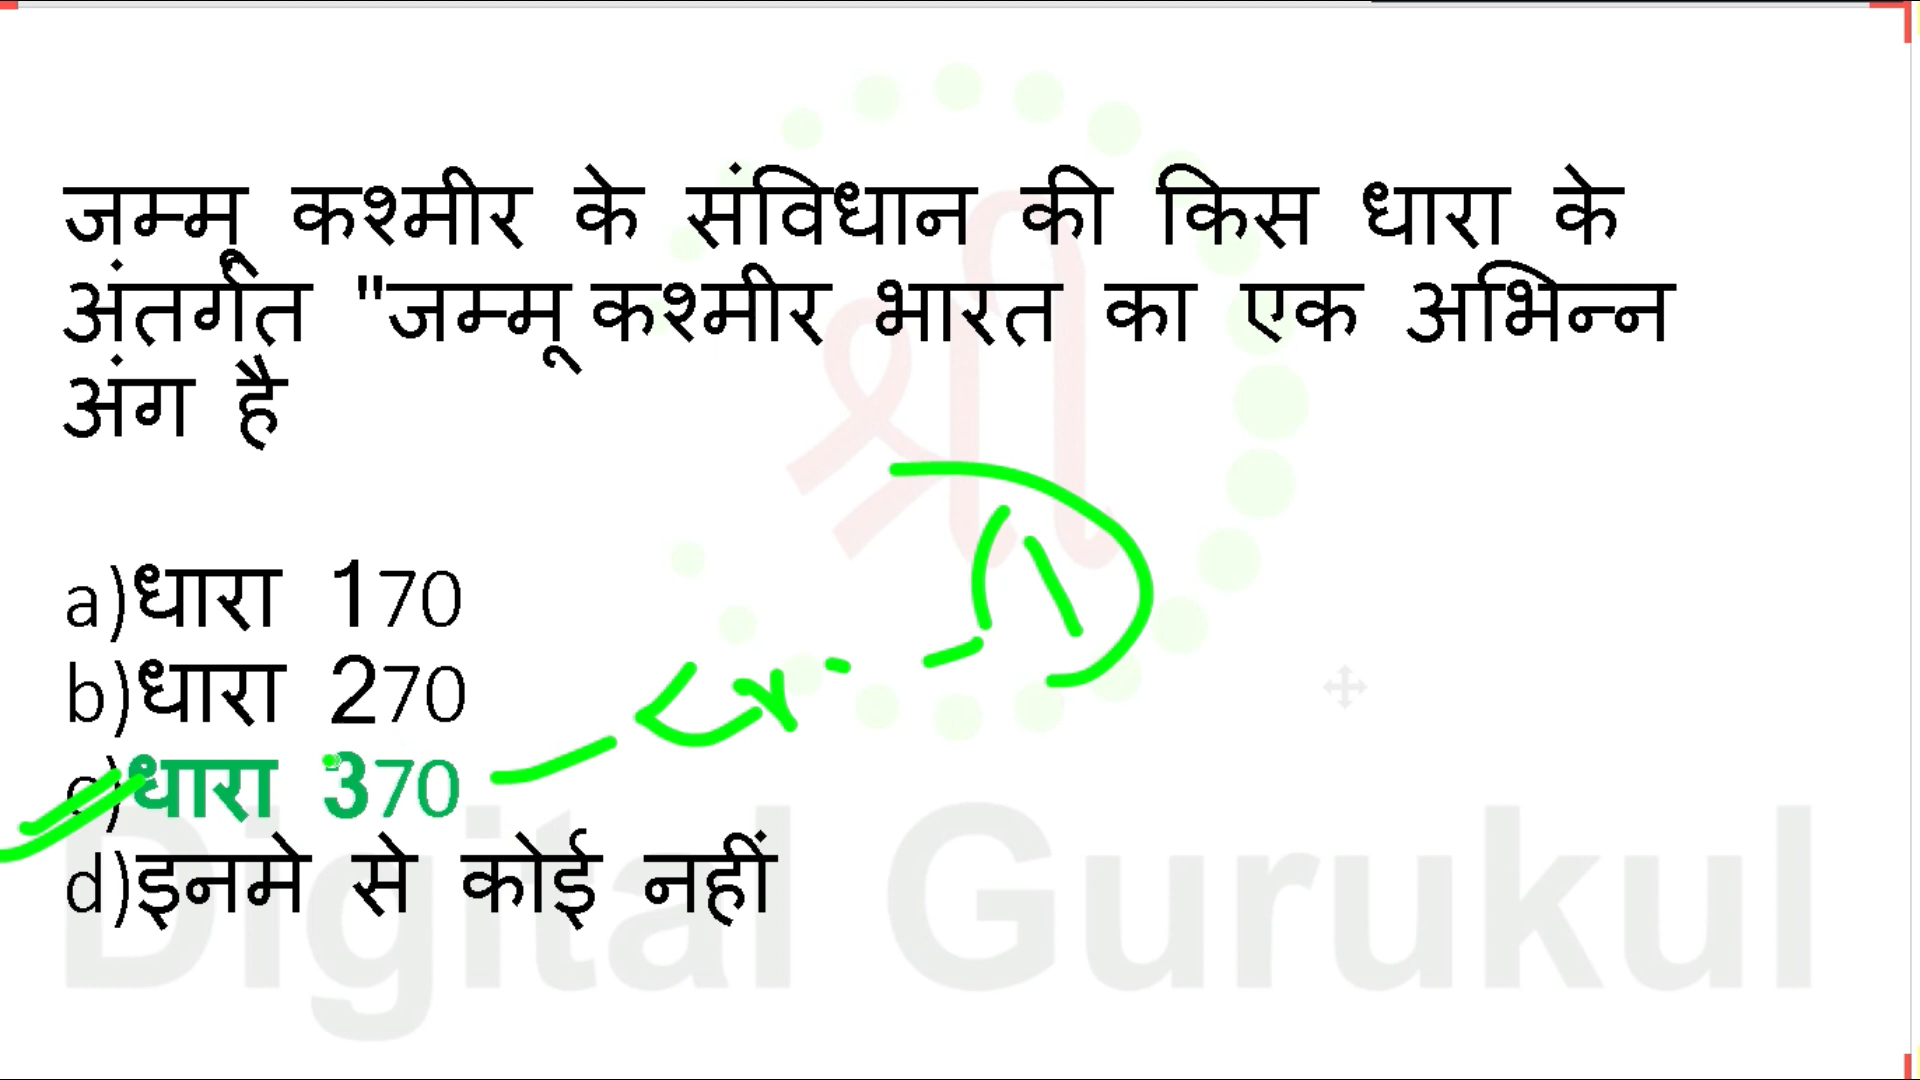 जम्मू कश्मीर के संविधान की किस धारा के
अंतर्गत "जम्मू कश्मीर भारत का एक अभिन्न
अंग है
a)धारा 170
b)धारा 270
c)धारा 370
d)इनमे से कोई नहीं
श्री
Digital Gurukul